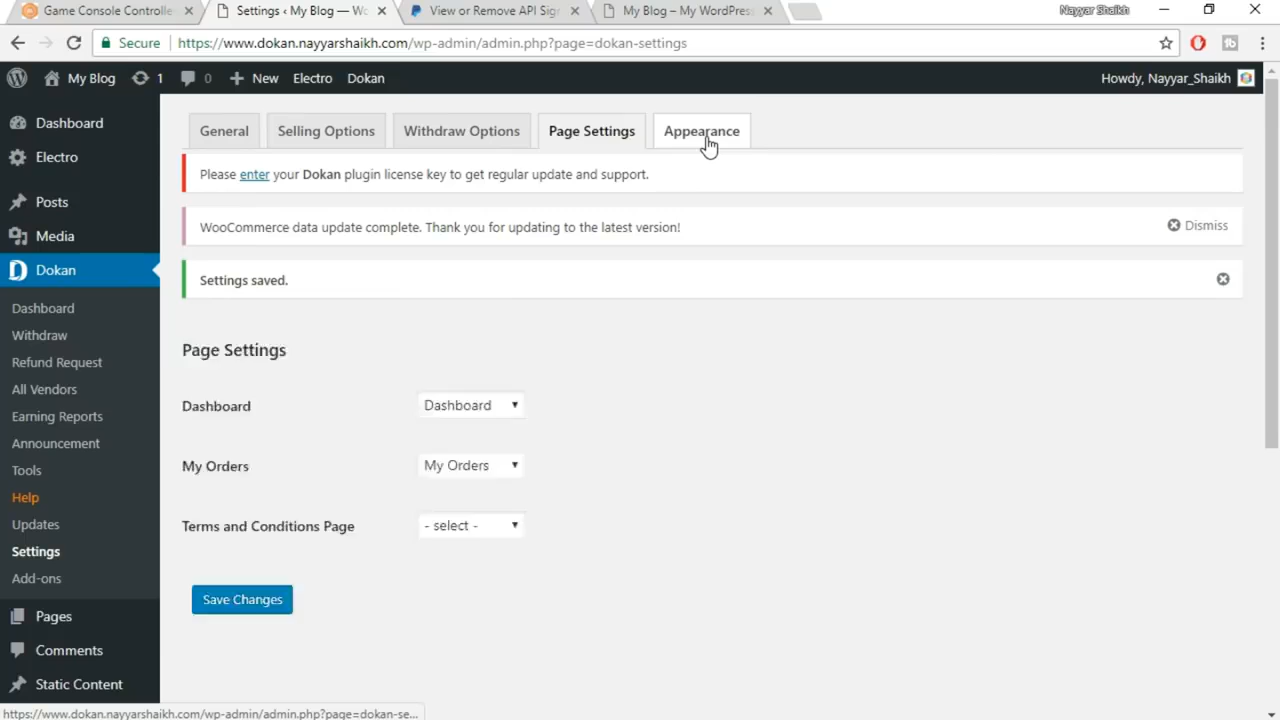 Game Console Controlle
Settings ‹ My Blog — Wo
View or Remove API Sig
My Blog – My WordPres
Nayyar Shaikh
Secure
https://www.dokan.nayyarshaikh.com/wp-admin/admin.php?page=dokan-settings
My Blog
1
0
New
Electro
Dokan
Howdy, Nayyar_Shaikh
Dashboard
Electro
Posts
Media
Dokan
Dashboard
Withdraw
Refund Request
All Vendors
Earning Reports
Announcement
Tools
Help
Updates
Settings
Add-ons
Pages
Comments
Static Content
General
Selling Options
Withdraw Options
Page Settings
Appearance
Please enter your Dokan plugin license key to get regular update and support.
WooCommerce data update complete. Thank you for updating to the latest version!
Dismiss
Settings saved.
Page Settings
Dashboard
Dashboard
My Orders
My Orders
Terms and Conditions Page
- select -
Save Changes
https://www.dokan.nayyarshaikh.com/wp-admin/admin.php?page=dokan-se...